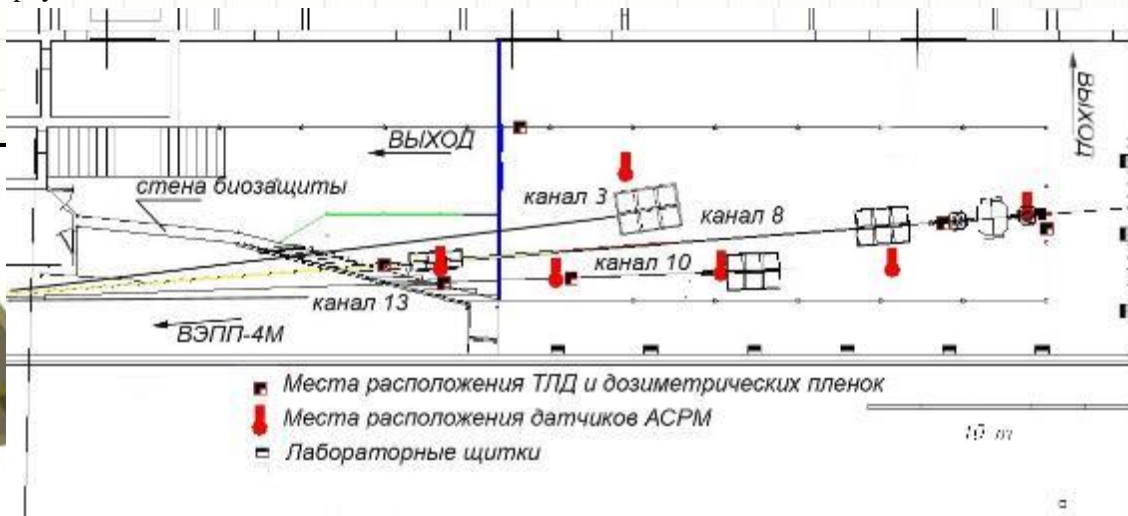 ВЫХОД
ВЫХОД
стена биозащиты
канал 3
канал 8
канал 10
канал 13
ВЭПП-4М
Места расположения ТЛД и дозиметрических пленок
Места расположения датчиков АСРМ
10 m
Лабораторные щитки